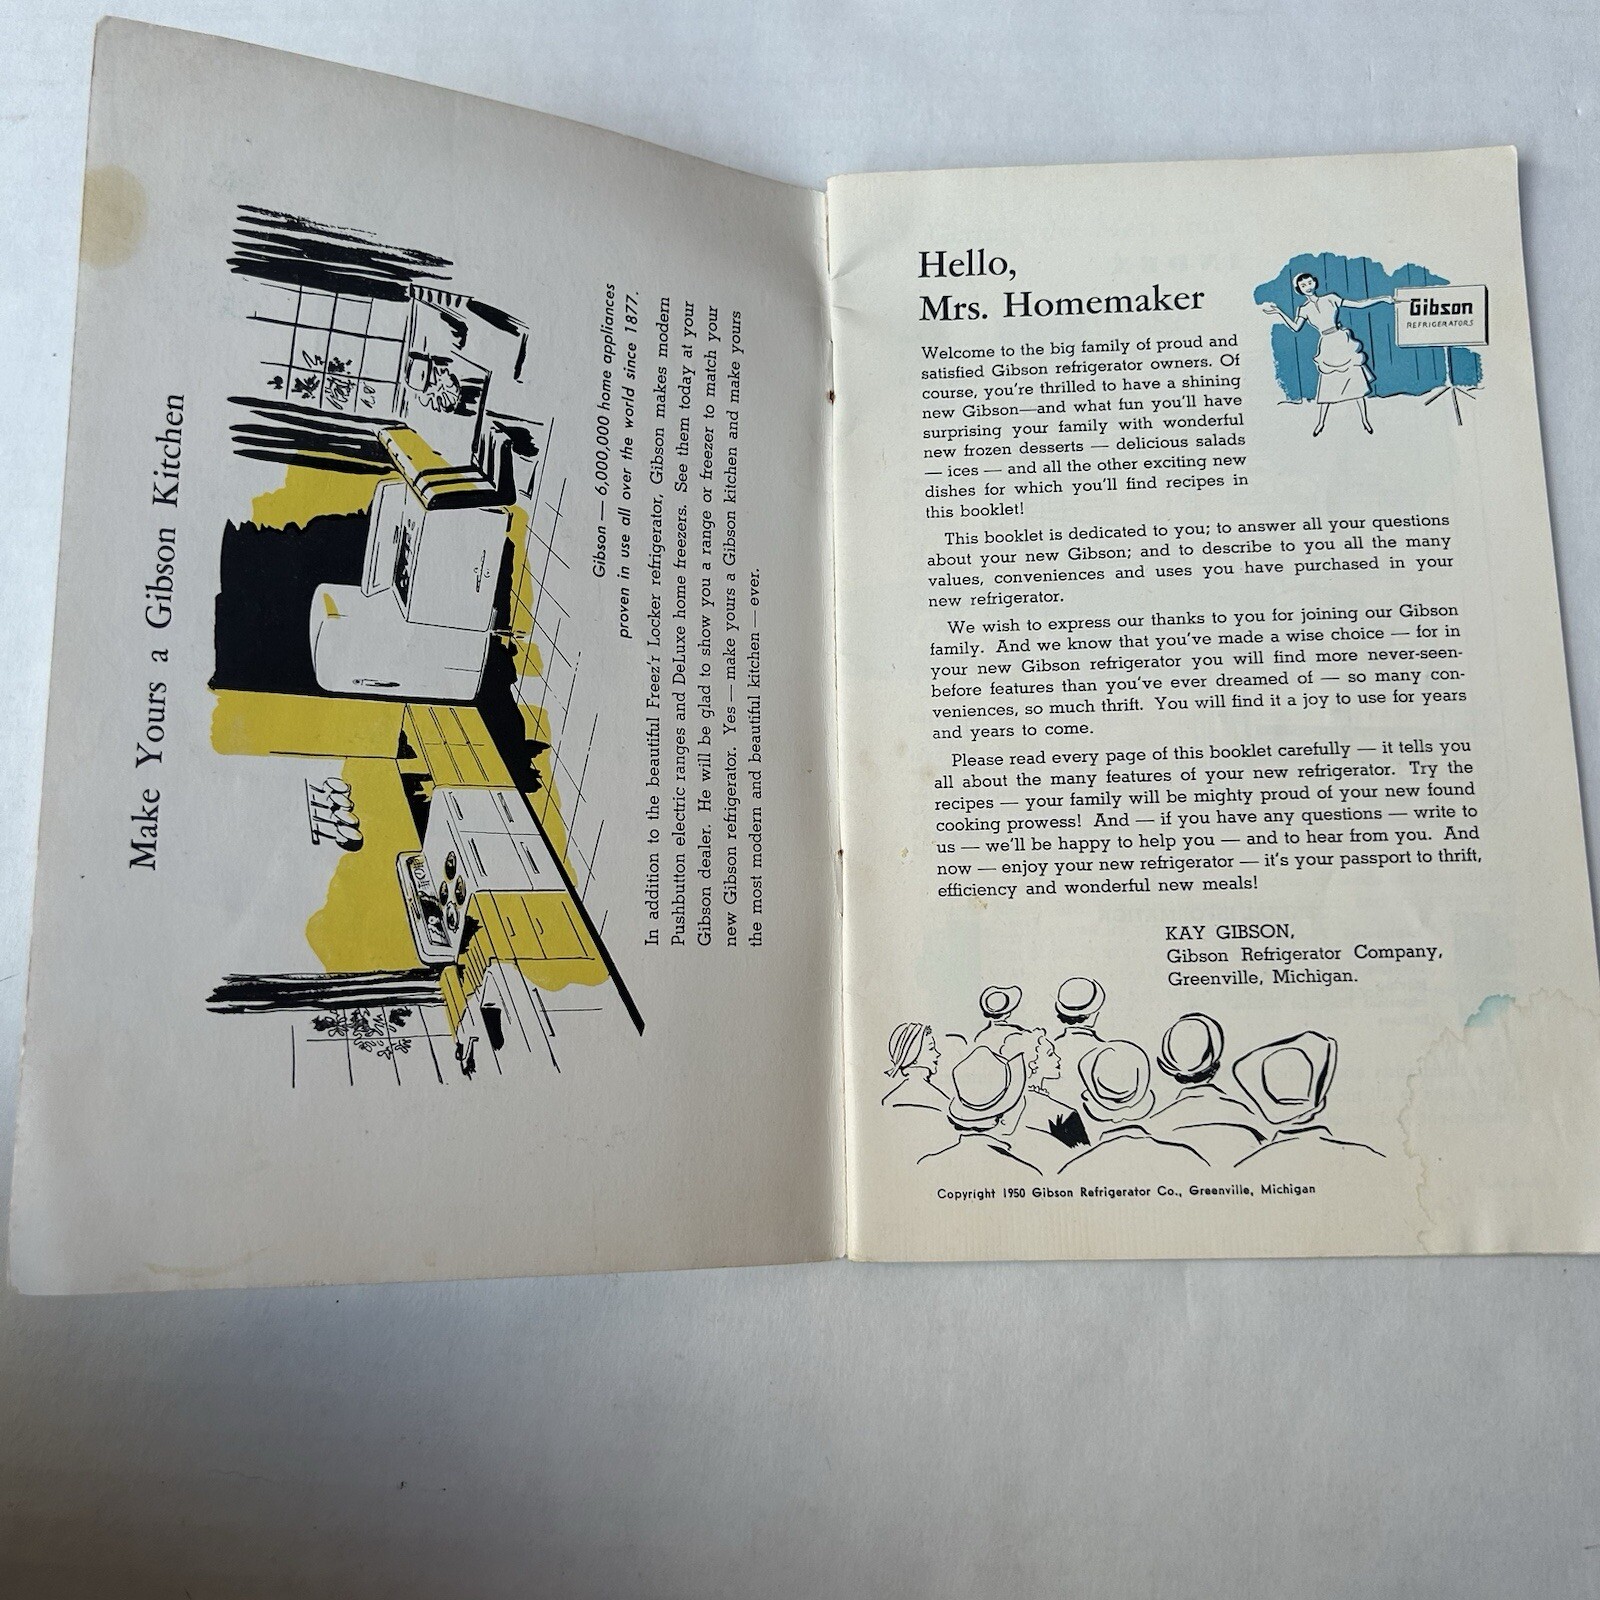 Make Yours a Gibson Kitchen
Gibson — 6,000,000 home appliances
proven in use all over the world since 1877.
In addition to the beautiful Freez'r Locker refrigerator, Gibson makes modern
Pushbutton electric ranges and DeLuxe home freezers. See them today at your
Gibson dealer. He will be glad to show you a range or freezer to match your
new Gibson refrigerator. Yes — make yours a Gibson kitchen and make yours
the most modern and beautiful kitchen — ever.
Hello,
Mrs. Homemaker
Gibson
REFRIGERATORS
Welcome to the big family of proud and
satisfied Gibson refrigerator owners. Of
course, you're thrilled to have a shining
new Gibson—and what fun you'll have
surprising your family with wonderful
new frozen desserts — delicious salads
— ices — and all the other exciting new
dishes for which you'll find recipes in
this booklet!
This booklet is dedicated to you; to answer all your questions
about your new Gibson; and to describe to you all the many
values, conveniences and uses you have purchased in your
new refrigerator.
We wish to express our thanks to you for joining our Gibson
family. And we know that you've made a wise choice — for in
your new Gibson refrigerator you will find more never-seen-
before features than you've ever dreamed of — so many con-
veniences, so much thrift. You will find it a joy to use for years
and years to come.
Please read every page of this booklet carefully — it tells you
all about the many features of your new refrigerator. Try the
recipes — your family will be mighty proud of your new found
cooking prowess! And — if you have any questions — write to
us — we'll be happy to help you — and to hear from you. And
now — enjoy your new refrigerator — it's your passport to thrift,
efficiency and wonderful new meals!
KAY GIBSON,
Gibson Refrigerator Company,
Greenville, Michigan.
Copyright 1950 Gibson Refrigerator Co., Greenville, Michigan